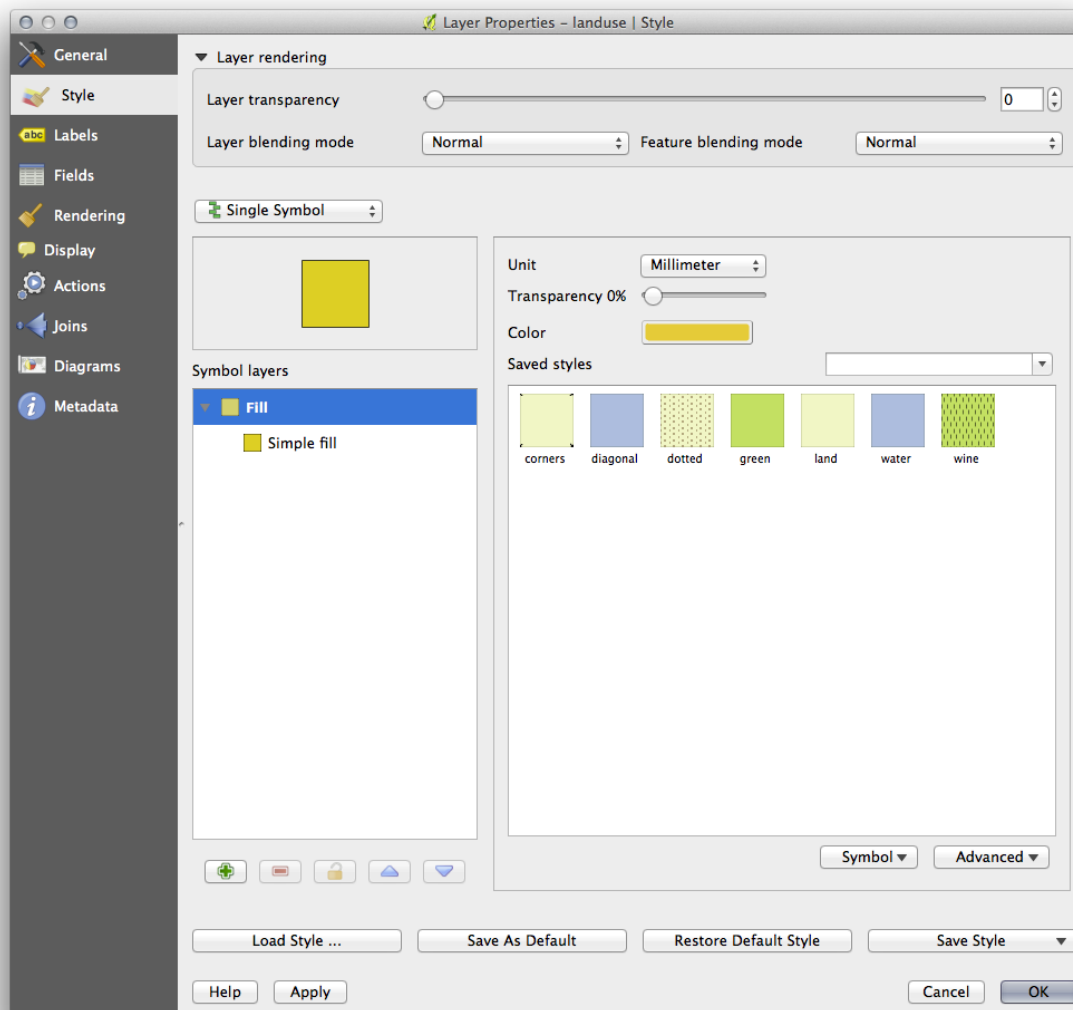 Layer Properties - landuse | Style
General
Style
abc Labels
Fields
Rendering
Display
Actions
Joins
Diagrams
i Metadata
Layer rendering
Layer transparency 0
Layer blending mode Normal Feature blending mode Normal
Single Symbol
Unit Millimeter
Transparency 0%
Color
Saved styles
Symbol layers
Fill
Simple fill
corners diagonal dotted green land water wine
Symbol Advanced
Load Style ... Save As Default Restore Default Style Save Style
Help Apply Cancel OK